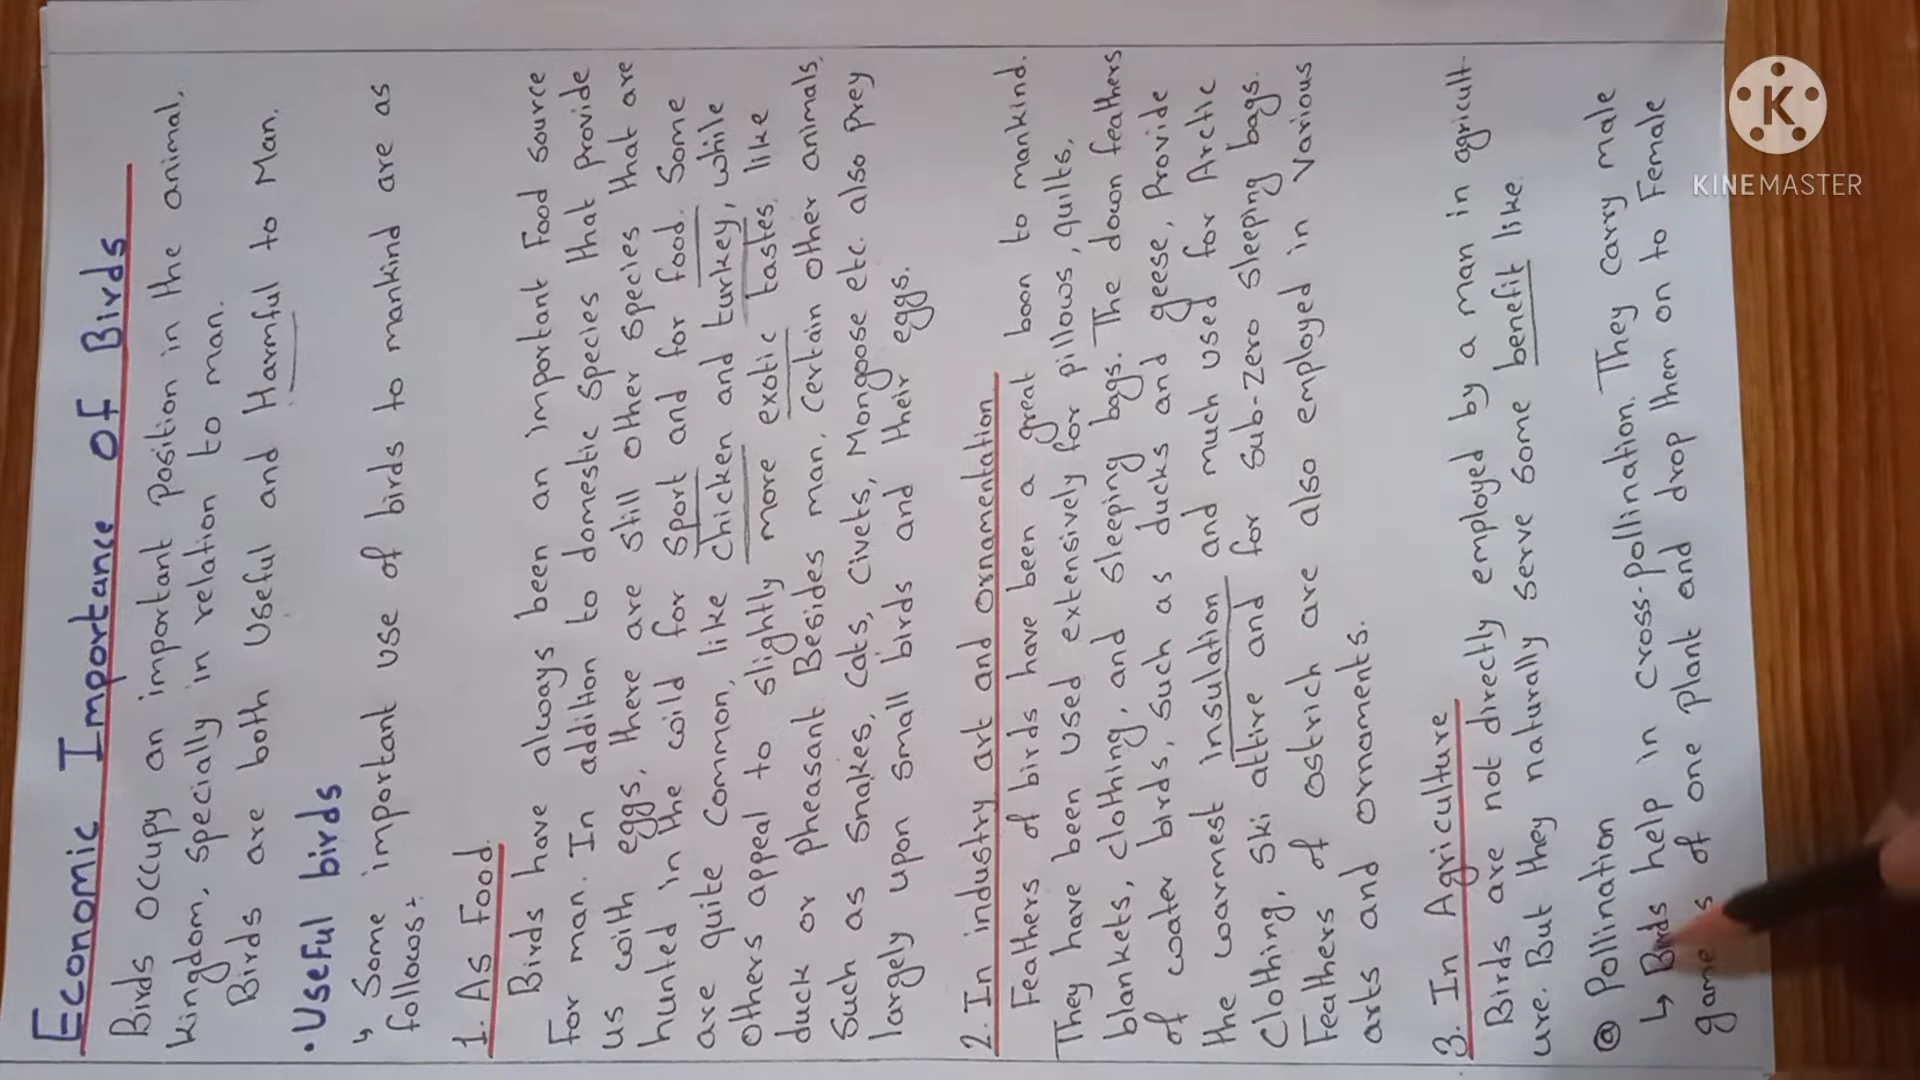 Economic Importance of Birds
Birds occupy an important Position in the animal,
kingdom, specially in relation to man.
Birds are both Useful and Harmful to Man.
• Useful birds
↳ Some important use of birds to mankind are as
follows:
1. As Food.
Birds have always been an important Food source
For man. In addition to domestic species that Provide
us with eggs, there are still other species that are
hunted in the wild for sport and for food. Some
are quite Common, like Chicken and turkey, while
others appeal to slightly more exotic tastes, like
duck or Pheasant. Besides man, Certain other animals.
Such as Snakes, Cats, Civets, Mongoose etc. also Prey
largely upon small birds and their eggs.
2. In industry art and ornamentation
Feathers of birds have been a great boon to mankind.
They have been used extensively for pillows, quilts,
blankets, clothing, and sleeping bags. The down feathers
of water birds, such as ducks and geese, Provide
the warmest insulation and much used for Arctic
Clothing, Ski attire and for Sub-zero sleeping bags.
Feathers of ostrich are also employed in various
arts and ornaments.
3. In Agriculture
Birds are not directly employed by a man in agricult-
ure. But they naturally serve some benefit like.
@ Pollination
↳ Birds help in Cross-Pollination. They Carry male
of one Plant and drop them on to Female
KINEMASTER